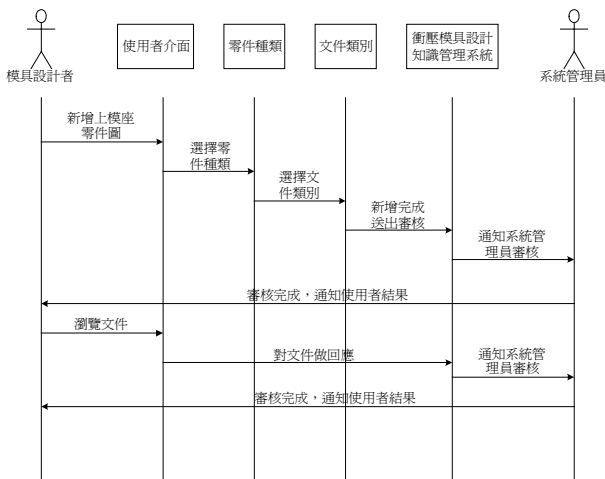 模具設計者
使用者介面
零件種類
文件類別
衝壓模具設計
知識管理系統
系統管理員
新增上模座
零件圖
選擇零
件種類
選擇文
件類別
新增完成
送出審核
通知系統管
理員審核
審核完成，通知使用者結果
瀏覽文件
對文件做回應
通知系統管
理員審核
審核完成，通知使用者結果